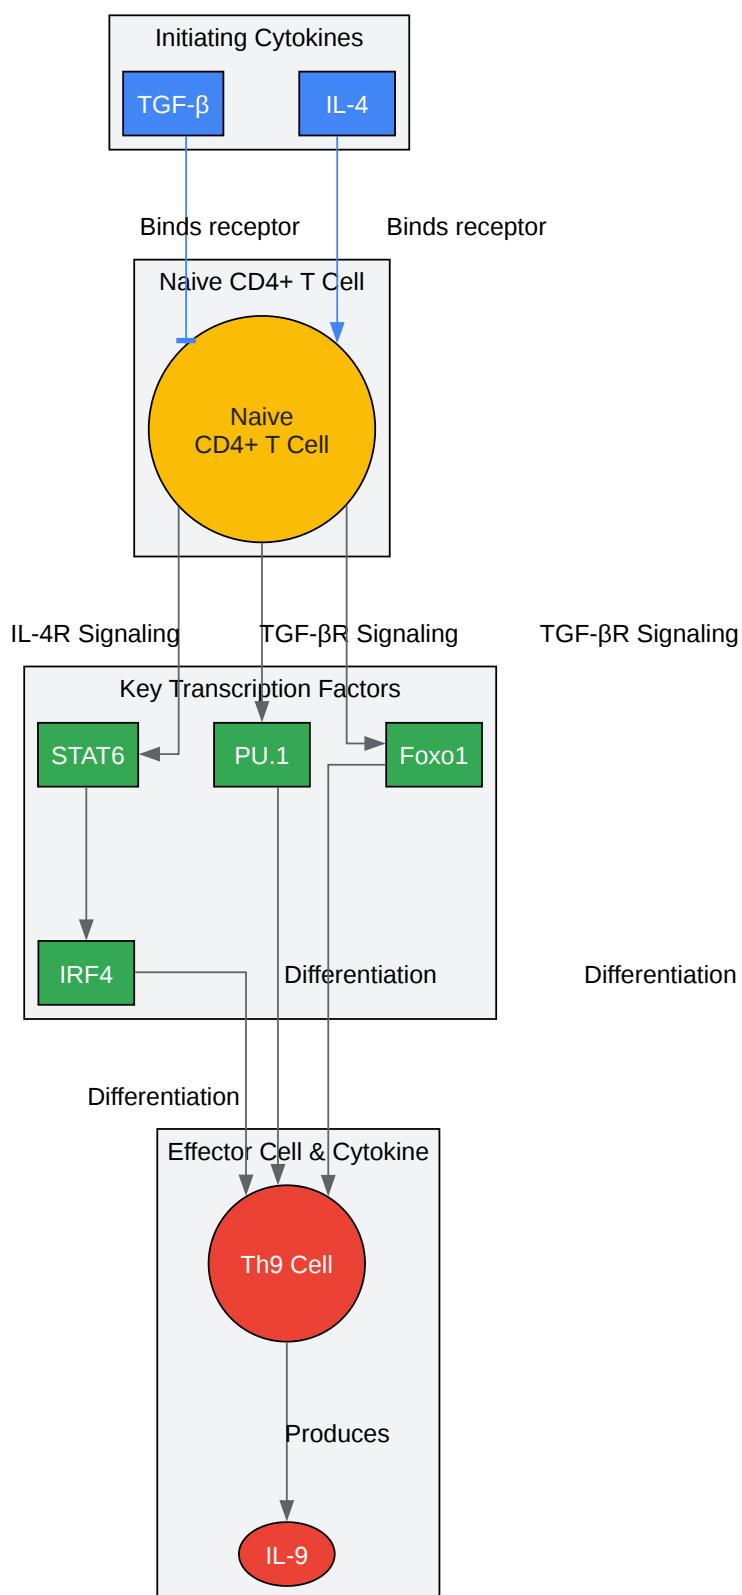 Initiating Cytokines
TGF-β
IL-4
Binds receptor
Binds receptor
Naive CD4+ T Cell
Naive
CD4+ T Cell
IL-4R Signaling
TGF-βR Signaling
TGF-βR Signaling
Key Transcription Factors
STAT6
PU.1
Foxo1
IRF4
Differentiation
Differentiation
Differentiation
Effector Cell & Cytokine
Th9 Cell
Produces
IL-9